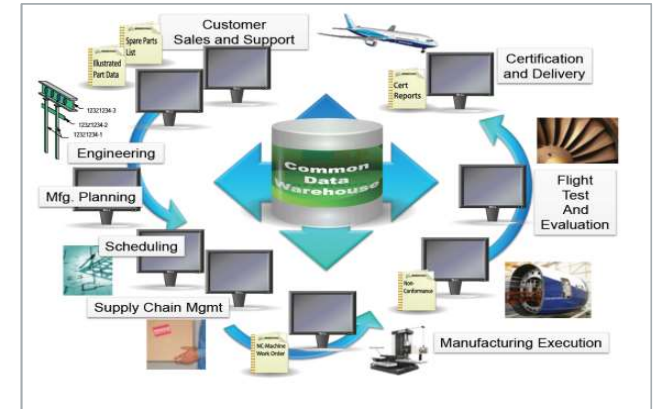 Customer
Sales and Support
Spare Parts
List
Illustrated
Part Data
12321234-3
12321234-2
12321234-1
Engineering
Mfg. Planning
Scheduling
Supply Chain Mgmt
NC-Machine
Work Order
Common
Data
Warehouse
Certification
and Delivery
Cert
Reports
Flight
Test
And
Evaluation
Non-
Conformance
Manufacturing Execution